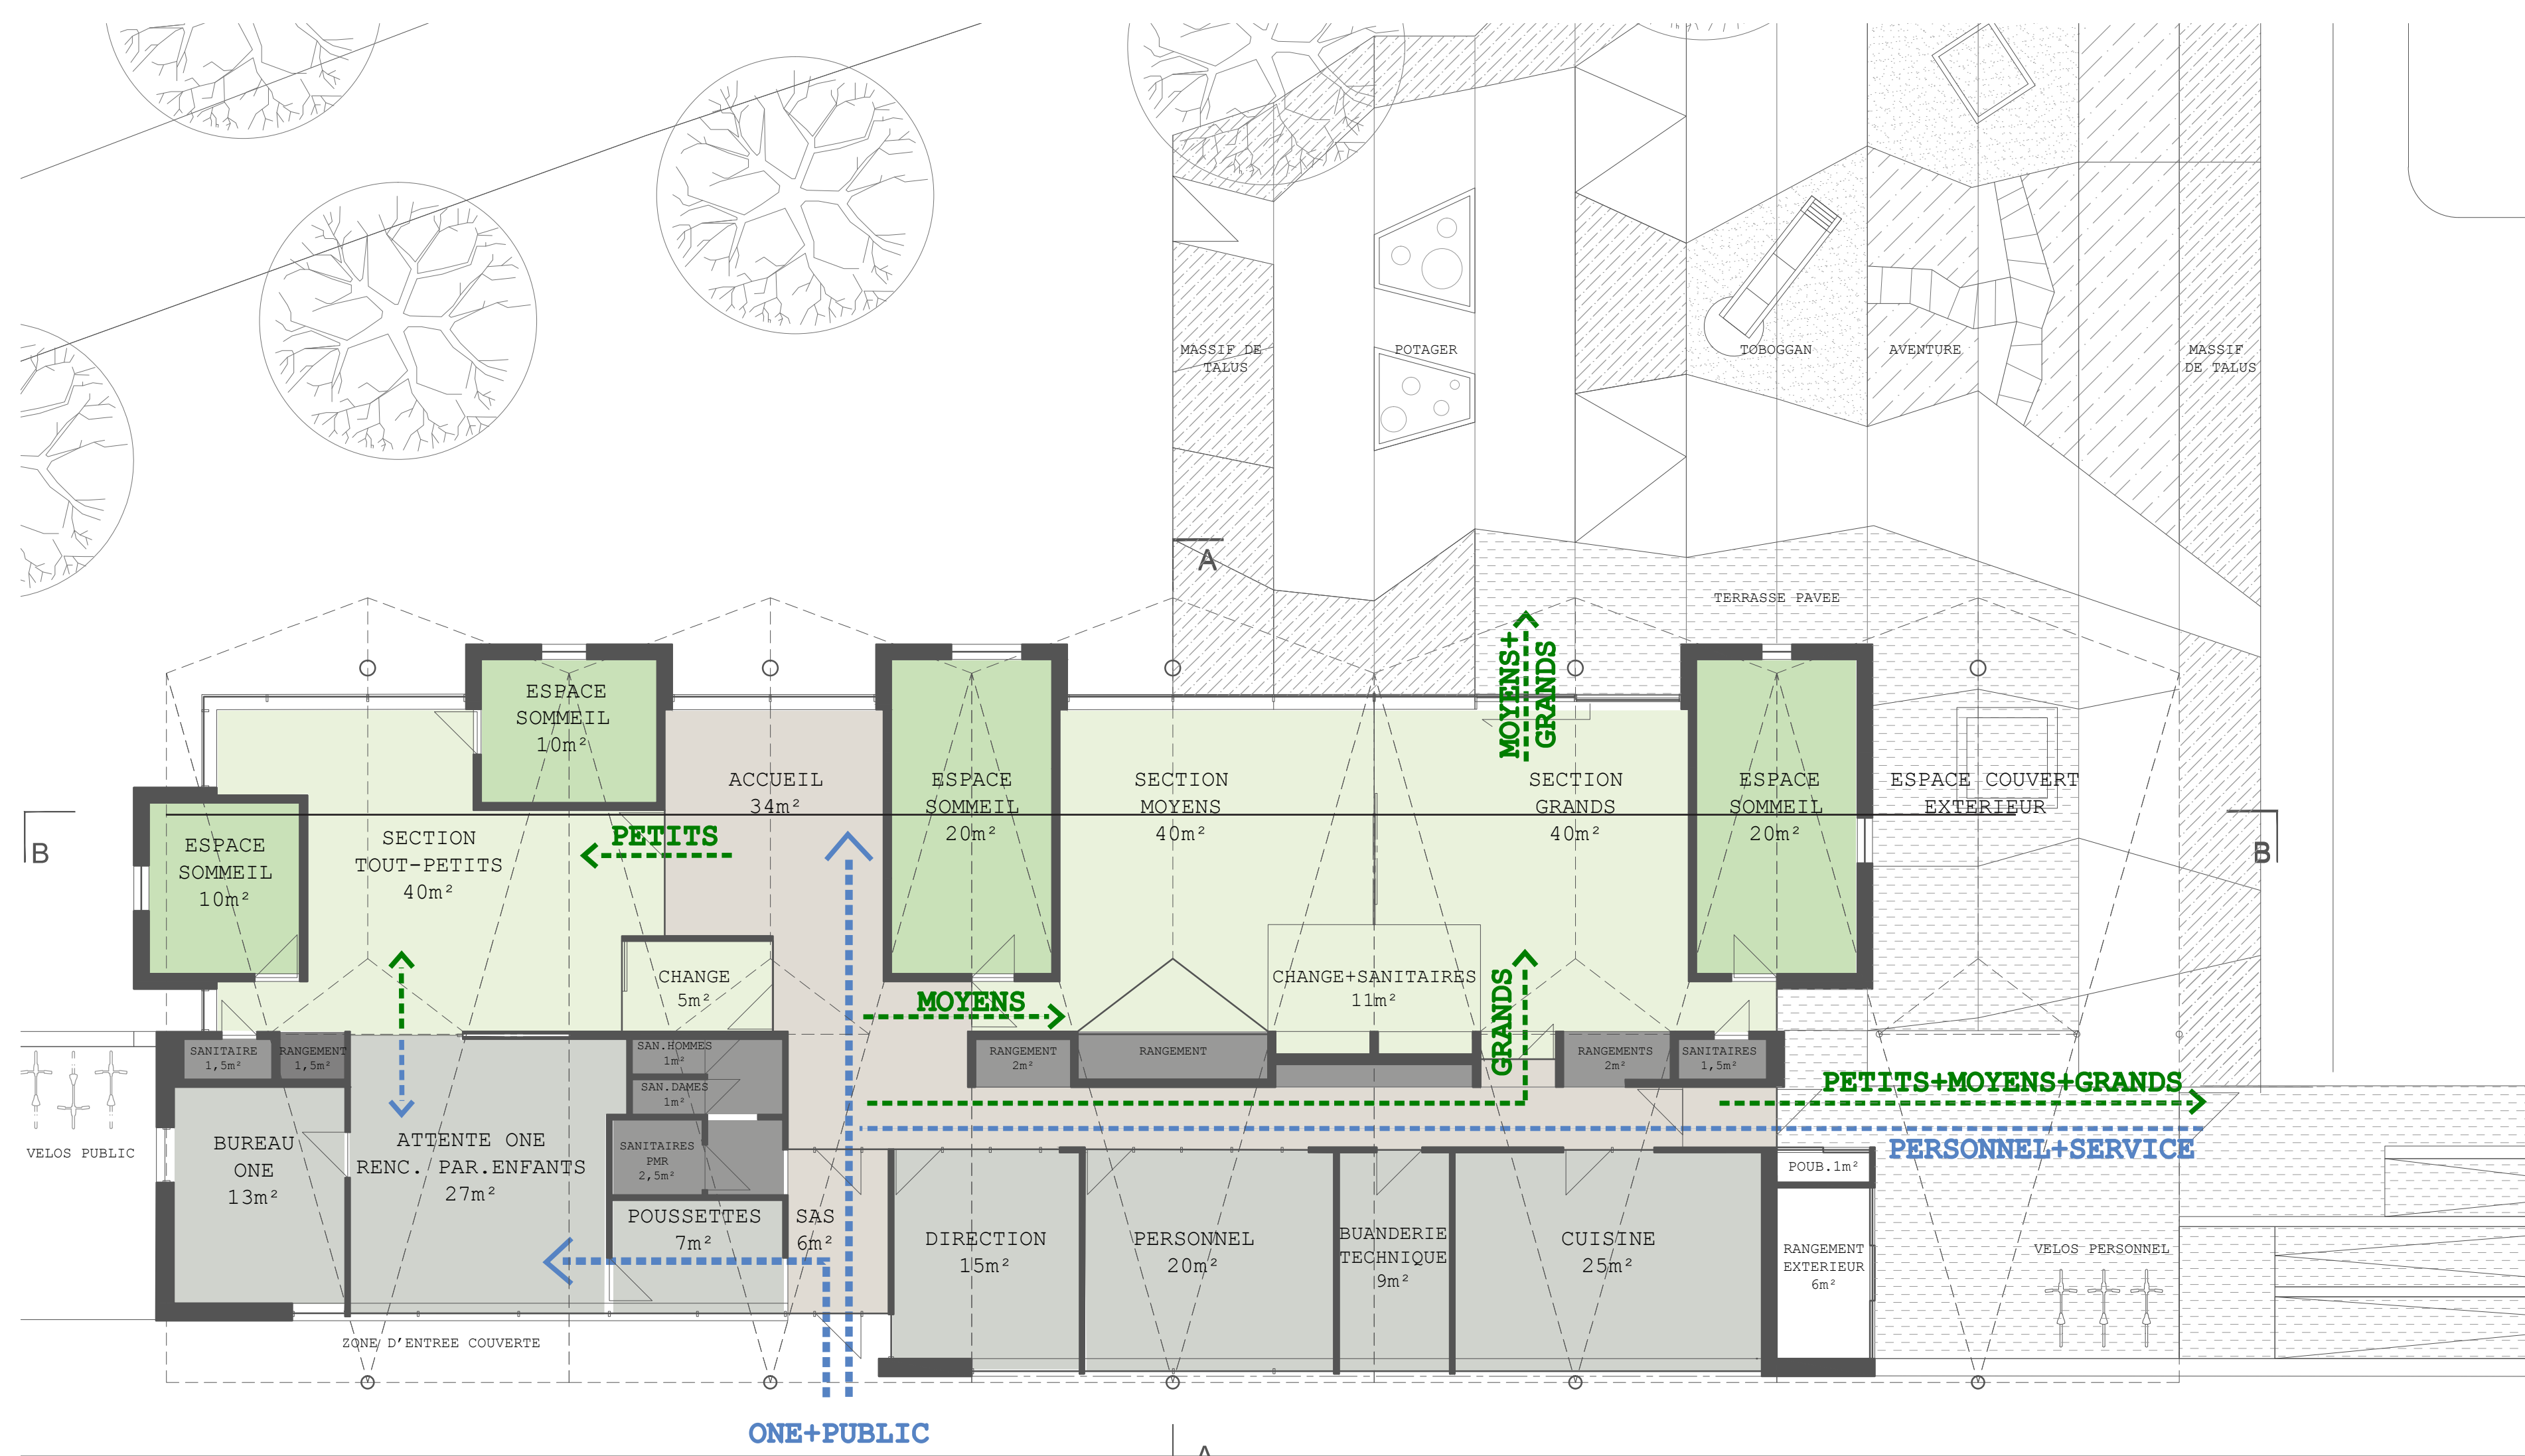 MASSIF DE
TALUS
POTAGER
TOBOGGAN
AVENTURE
MASSIF
DE TALUS
A
TERRASSE PAVEE
MOYENS+
GRANDS
ESPACE
SOMMEIL
10m²
ACCUEIL
34m²
ESPACE
SOMMEIL
20m²
SECTION
MOYENS
40m²
SECTION
GRANDS
40m²
ESPACE
SOMMEIL
20m²
ESPACE COUVERT
EXTERIEUR
B
ESPACE
SOMMEIL
10m²
SECTION
TOUT-PETITS
40m²
PETITS
B
CHANGE
5m²
MOYENS
CHANGE+SANITAIRES
11m²
GRANDS
SANITAIRE
1,5m²
RANGEMENT
1,5m²
SAN.HOMMES
1m²
SAN.DAMES
1m²
RANGEMENT
2m²
RANGEMENT
RANGEMENTS
2m²
SANITAIRES
1,5m²
PETITS+MOYENS+GRANDS
PERSONNEL+SERVICE
VELOS PUBLIC
BUREAU
ONE
13m²
ATTENTE ONE
RENC. PAR.ENFANTS
27m²
SANITAIRES
PMR
2,5m²
POUSSETTES
7m²
SAS
6m²
DIRECTION
15m²
PERSONNEL
20m²
BUANDERIE
TECHNIQUE
9m²
CUISINE
25m²
POUB.1m²
RANGEMENT
EXTERIEUR
6m²
VELOS PERSONNEL
ZONE D'ENTREE COUVERTE
ONE+PUBLIC
A